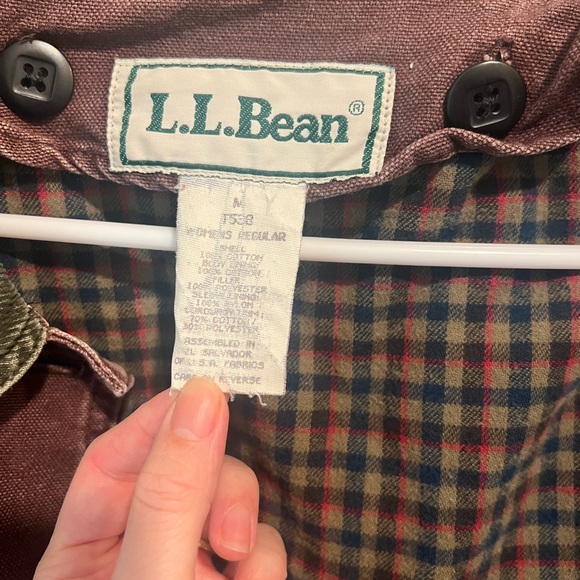 L.L.Bean®
M
T538
WOMENS REGULAR
SHELL
100% COTTON
BODY LINING:
100% COTTON
FILLER:
100% POLYESTER
SLEEVE LINING:
100% NYLON
CORDUROY TRIM:
70% COTTON
30% POLYESTER
ASSEMBLED IN
EL SALVADOR
OF U.S.A. FABRICS
CARE ON REVERSE